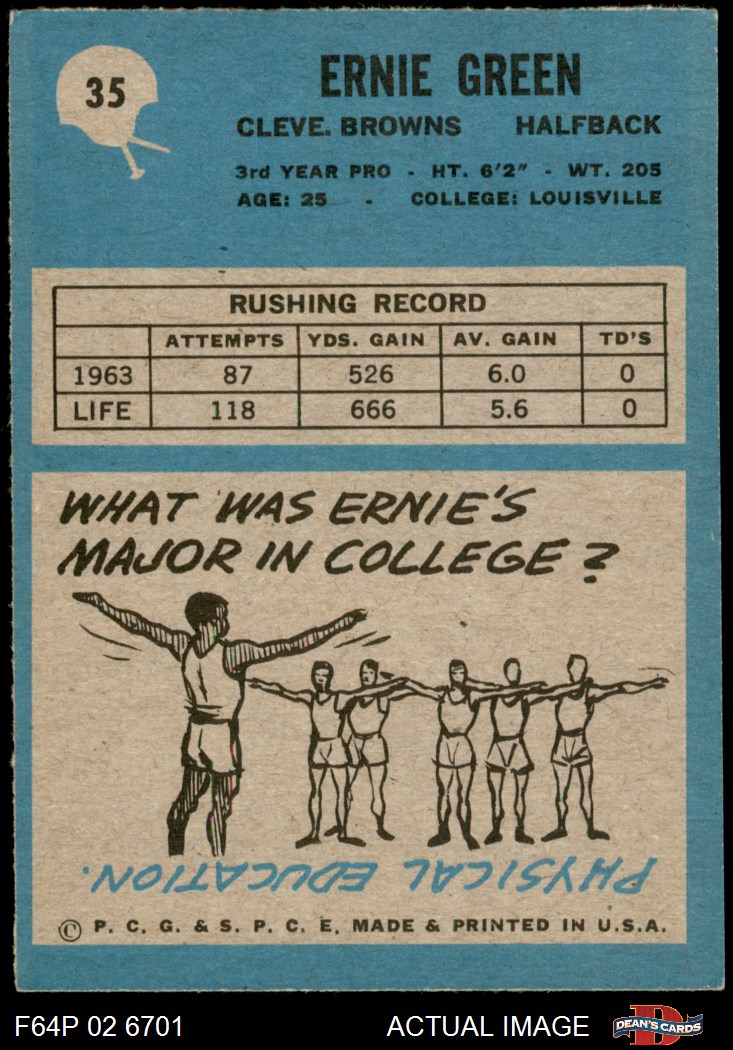 35
ERNIE GREEN
CLEVE. BROWNS HALFBACK
3rd YEAR PRO - HT. 6'2" - WT. 205
AGE: 25 - COLLEGE: LOUISVILLE
RUSHING RECORD
ATTEMPTS YDS. GAIN AV. GAIN TD'S
1963 87 526 6.0 0
LIFE 118 666 5.6 0
WHAT WAS ERNIE'S
MAJOR IN COLLEGE?
PHYSICAL EDUCATION.
© P. C. G. & S. P. C. E. MADE & PRINTED IN U.S.A.
F64P 02 6701 ACTUAL IMAGE D DEAN'S CARDS